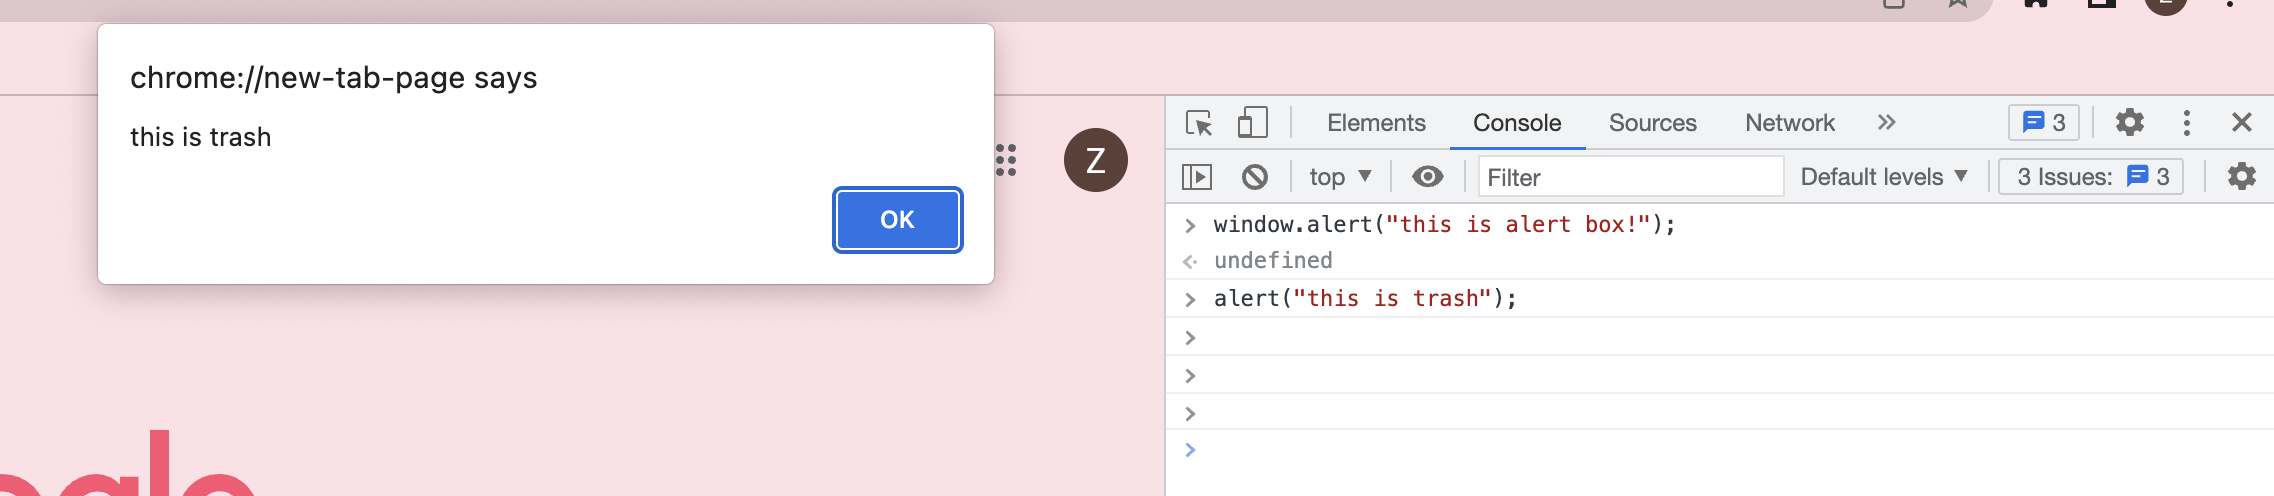 chrome://new-tab-page says
this is trash
OK
Z
Elements Console Sources Network » 3
top ▼ Filter Default levels ▼ 3 Issues: 3
> window.alert("this is alert box!");
<· undefined
> alert("this is trash");
>
>
>
>